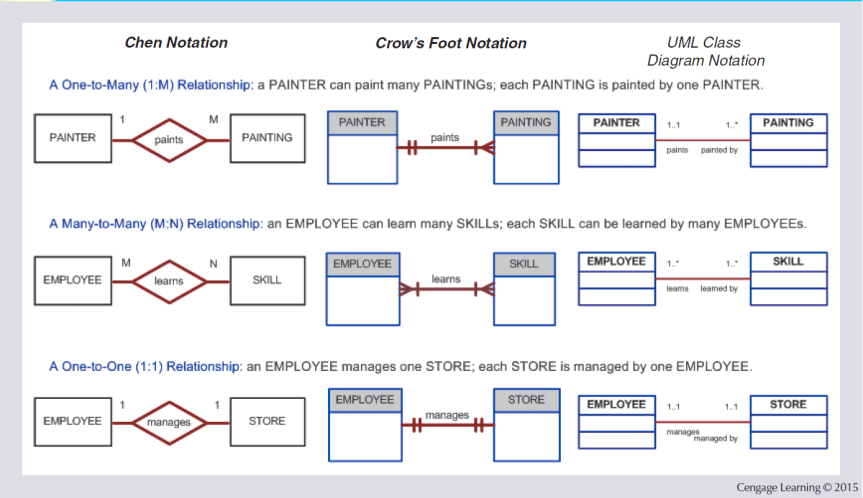 Chen Notation
Crow's Foot Notation
UML Class
Diagram Notation
A One-to-Many (1:M) Relationship: a PAINTER can paint many PAINTINGs; each PAINTING is painted by one PAINTER.
PAINTER 1 paints M PAINTING
PAINTER paints PAINTING
PAINTER 1..1 1..* PAINTING
paints painted by
A Many-to-Many (M:N) Relationship: an EMPLOYEE can learn many SKILLs; each SKILL can be learned by many EMPLOYEEs.
EMPLOYEE M learns N SKILL
EMPLOYEE learns SKILL
EMPLOYEE 1..* 1..* SKILL
learns learned by
A One-to-One (1:1) Relationship: an EMPLOYEE manages one STORE; each STORE is managed by one EMPLOYEE.
EMPLOYEE 1 manages 1 STORE
EMPLOYEE manages STORE
EMPLOYEE 1..1 1..1 STORE
manages managed by
Cengage Learning © 2015